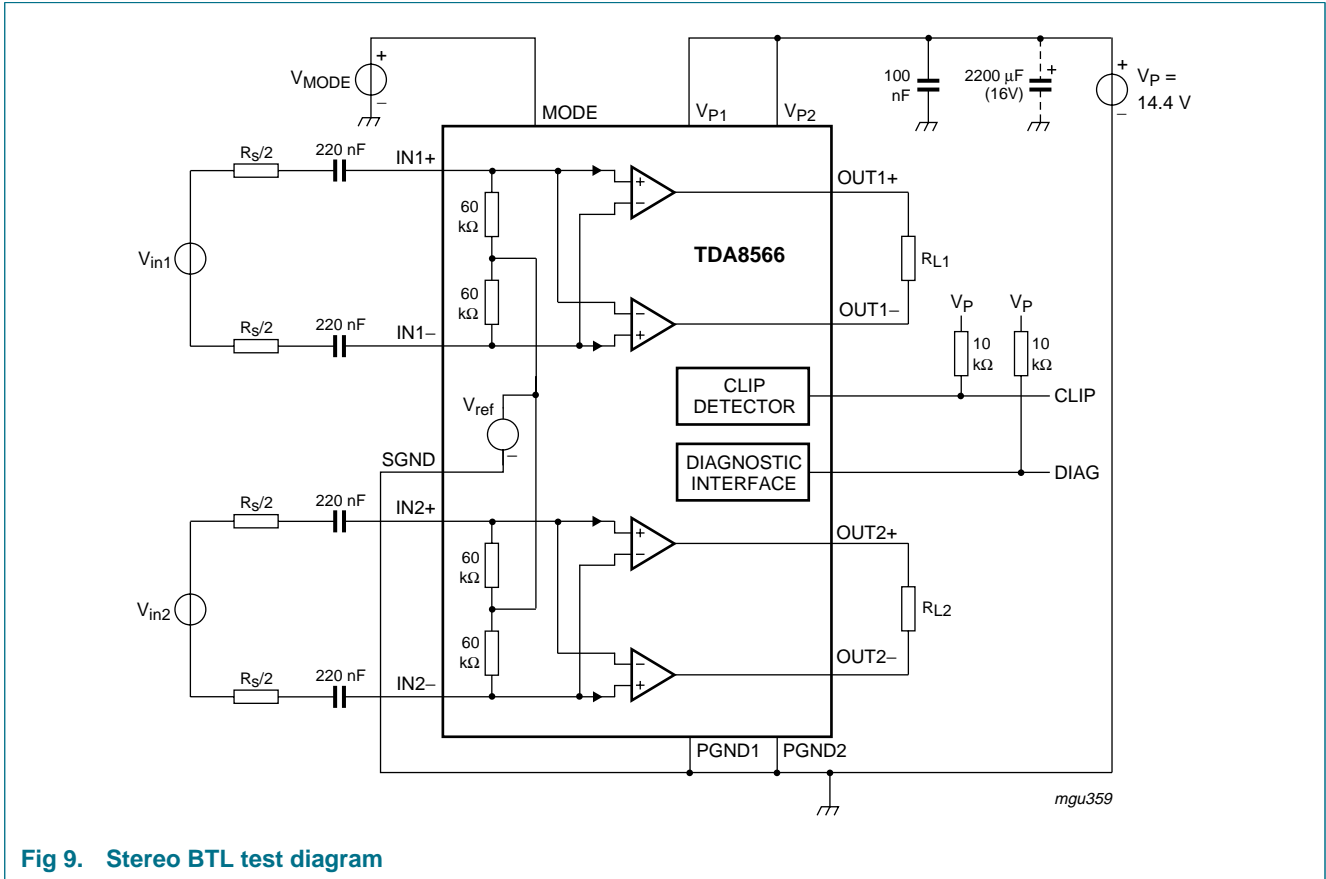 V_MODE
+
−
MODE
V_P1
V_P2
100 nF
2200 μF (16V)
+
+
−
V_P = 14.4 V
R_S/2
220 nF
IN1+
60 kΩ
+
−
OUT1+
V_in1
TDA8566
R_L1
60 kΩ
R_S/2
220 nF
IN1−
−
+
OUT1−
V_P
V_P
10 kΩ
10 kΩ
CLIP DETECTOR
CLIP
V_ref
−
SGND
DIAGNOSTIC INTERFACE
DIAG
R_S/2
220 nF
IN2+
60 kΩ
+
−
OUT2+
V_in2
R_L2
60 kΩ
R_S/2
220 nF
IN2−
−
+
OUT2−
PGND1
PGND2
mgu359
Fig 9. Stereo BTL test diagram